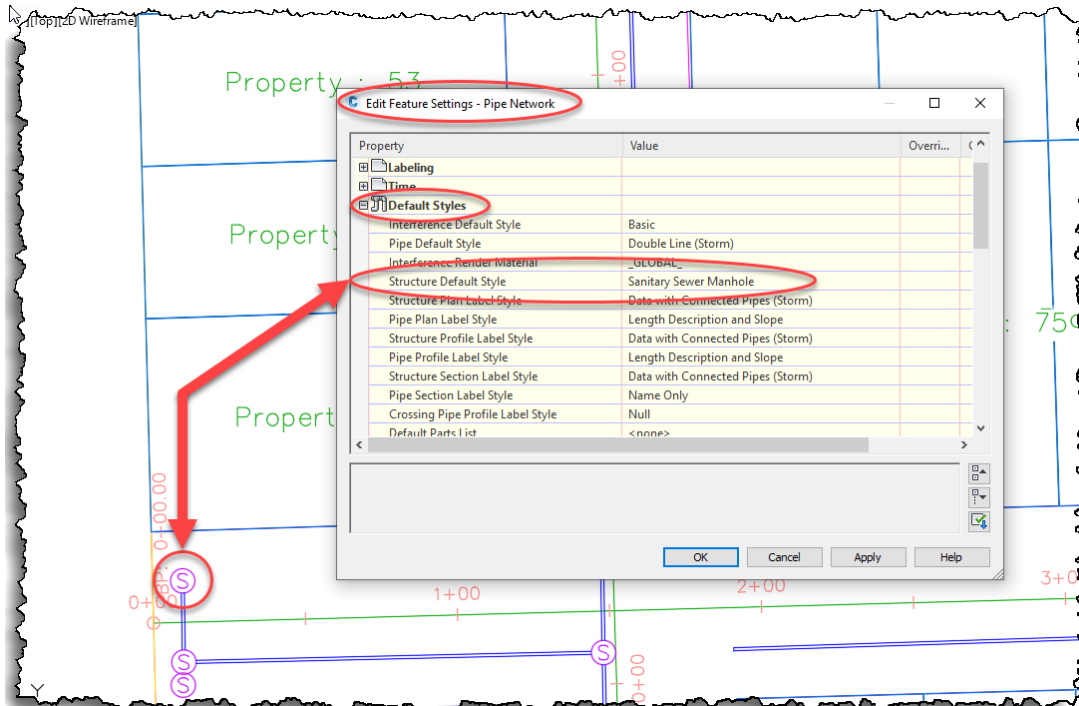 [Top][2D Wireframe]
Property : 53
+00
Edit Feature Settings - Pipe Network
Property Value Overri...
Labeling
Time
Default Styles
Interference Default Style Basic
Pipe Default Style Double Line (Storm)
Interference Render Material _GLOBAL_
Structure Default Style Sanitary Sewer Manhole
Structure Plan Label Style Data with Connected Pipes (Storm)
Pipe Plan Label Style Length Description and Slope
Structure Profile Label Style Data with Connected Pipes (Storm)
Pipe Profile Label Style Length Description and Slope
Structure Section Label Style Data with Connected Pipes (Storm)
Pipe Section Label Style Name Only
Crossing Pipe Profile Label Style Null
Default Parts List <none>
Property
: 750
Propert
OK Cancel Apply Help
BP: 0+00.00
S
0+00
1+00
2+00
3+0
S
S
S
0+00
Y